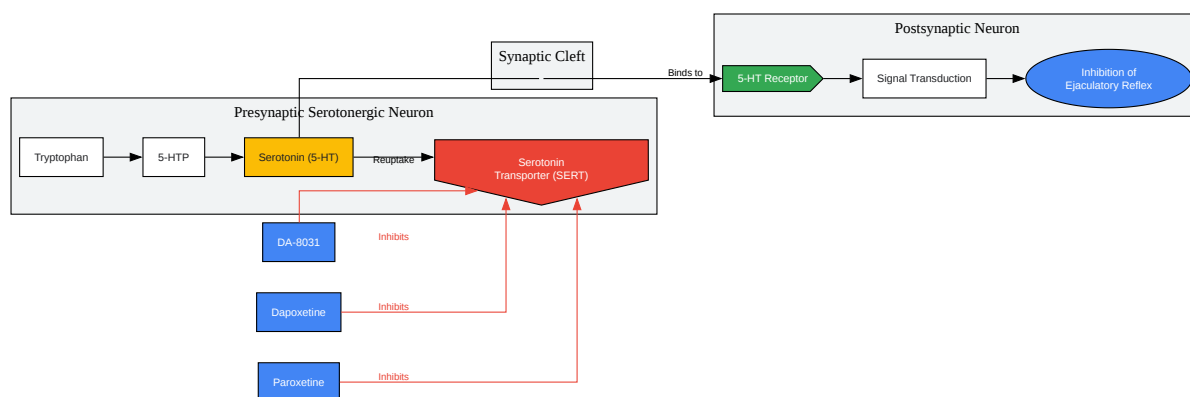 Postsynaptic Neuron
Synaptic Cleft
Binds to
5-HT Receptor
Signal Transduction
Inhibition of
Ejaculatory Reflex
Presynaptic Serotonergic Neuron
Tryptophan
5-HTP
Serotonin (5-HT)
Reuptake
Serotonin
Transporter (SERT)
DA-8031
Inhibits
Dapoxetine
Inhibits
Paroxetine
Inhibits